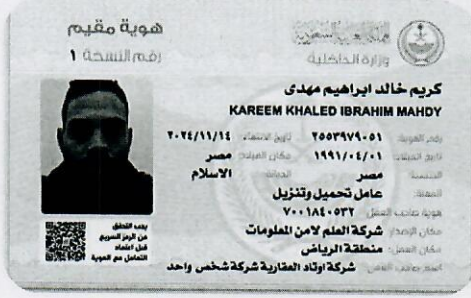 هوية مقيم
رقم النسخة ١
المملكة العربية السعودية
وزارة الداخلية
كريم خالد ابراهيم مهدى
KAREEM KHALED IBRAHIM MAHDY
رقم الهوية: ٢٥٥٣٩٧٩٠٥١ تاريخ الانتهاء: ٢٠٢٤/١١/١٤
تاريخ الميلاد: ١٩٩١/٠٤/٠١ مكان الميلاد: مصر
الجنسية: مصر الديانة: الاسلام
المهنة: عامل تحميل وتنزيل
هوية صاحب العمل: ٧٠٠١٨٤٠٥٣٢
مكان الإصدار: شركة العلم لامن المعلومات
مكان العمل: منطقة الرياض
اسم صاحب العمل: شركة اوتاد العقارية شركة شخص واحد
يجب التحقق
من الرمز السريع
قبل اعتماد
التعامل مع الهوية